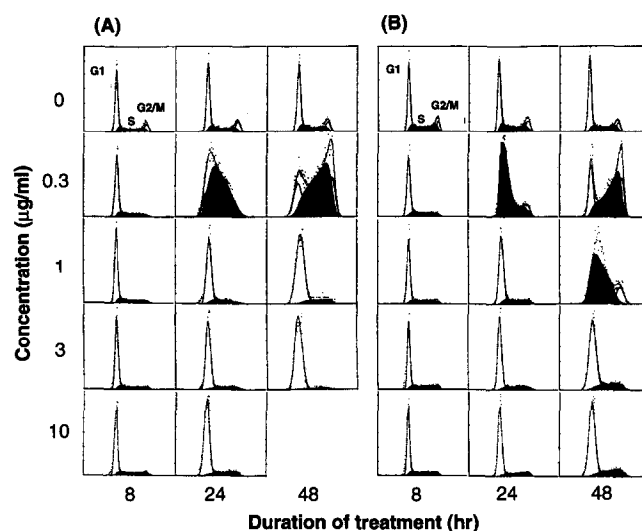 (A) (B)
G1 S G2/M G1 S G2/M
0
0.3
1
3
10
Concentration (μg/ml)
8 24 48 8 24 48
Duration of treatment (hr)